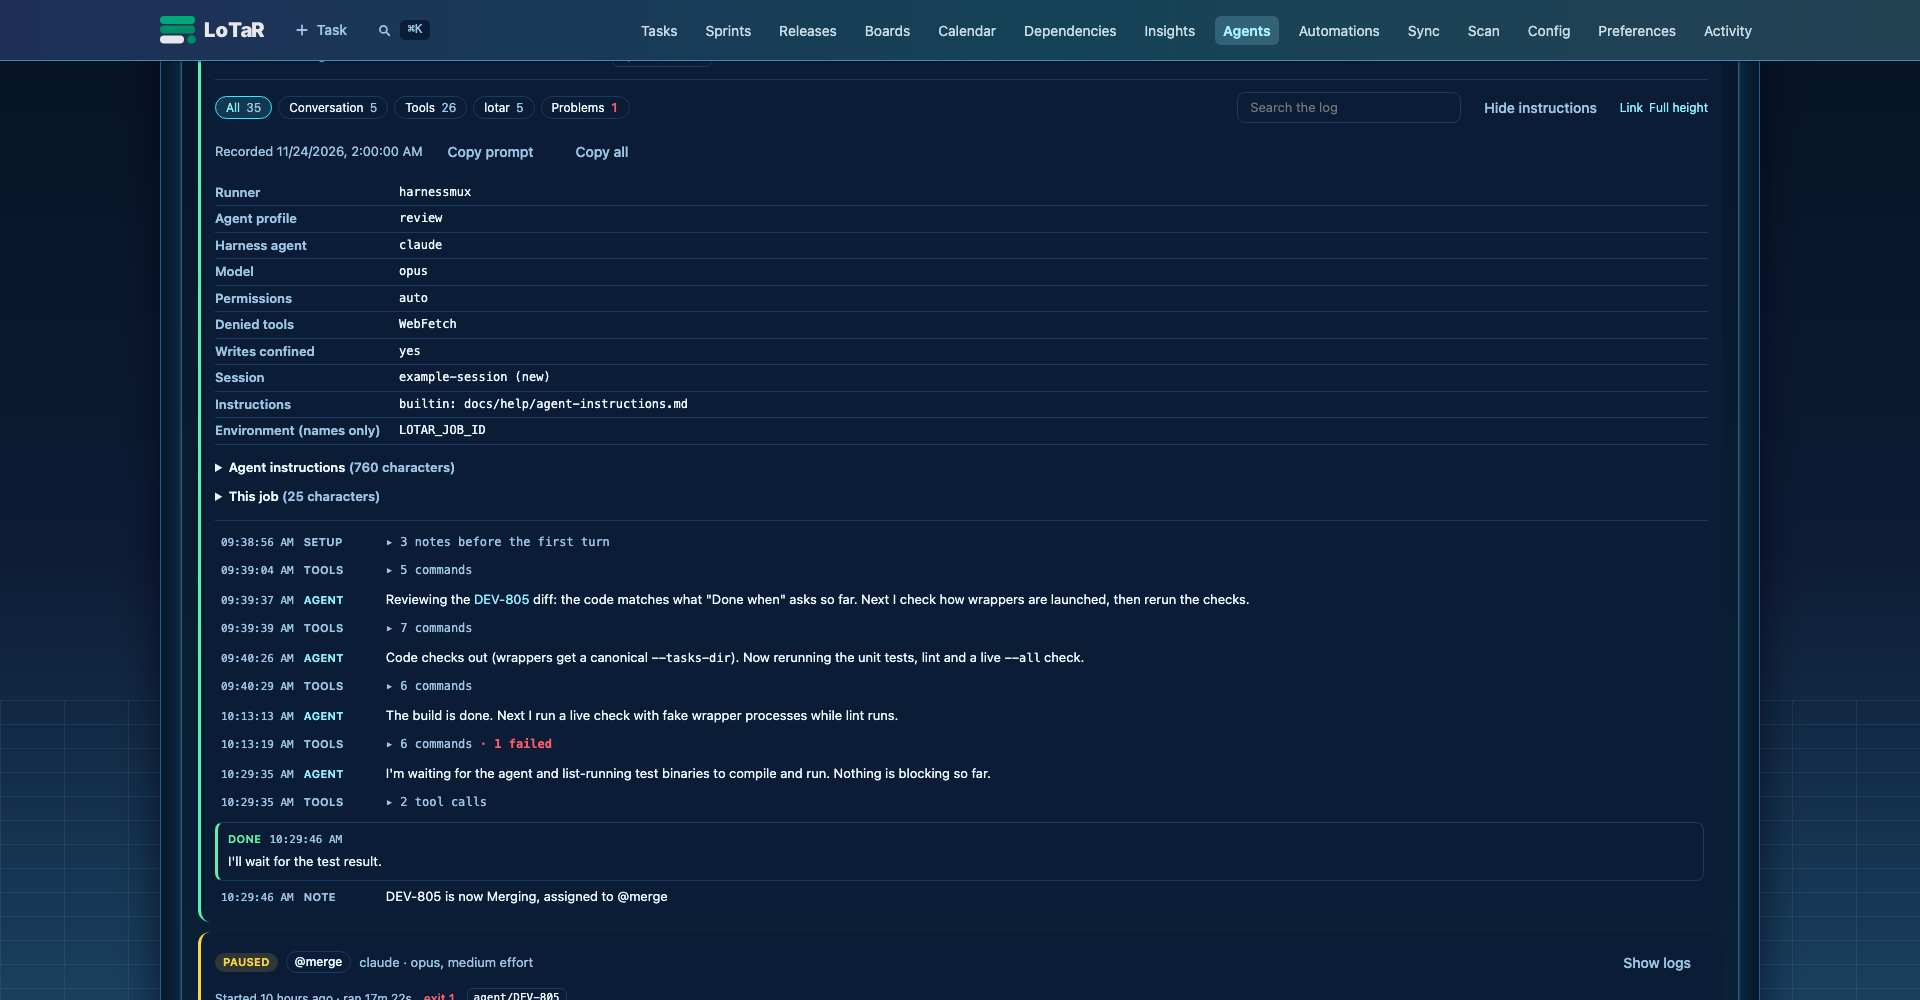 LoTaR + Task ⌘K Tasks Sprints Releases Boards Calendar Dependencies Insights Agents Automations Sync Scan Config Preferences Activity
All 35 Conversation 5 Tools 26 lotar 5 Problems 1 Search the log Hide instructions Link Full height
Recorded 11/24/2026, 2:00:00 AM Copy prompt Copy all
Runner harnessmux
Agent profile review
Harness agent claude
Model opus
Permissions auto
Denied tools WebFetch
Writes confined yes
Session example-session (new)
Instructions builtin: docs/help/agent-instructions.md
Environment (names only) LOTAR_JOB_ID
▶ Agent instructions (760 characters)
▶ This job (25 characters)
09:38:56 AM SETUP ▸ 3 notes before the first turn
09:39:04 AM TOOLS ▸ 5 commands
09:39:37 AM AGENT Reviewing the DEV-805 diff: the code matches what "Done when" asks so far. Next I check how wrappers are launched, then rerun the checks.
09:39:39 AM TOOLS ▸ 7 commands
09:40:26 AM AGENT Code checks out (wrappers get a canonical --tasks-dir). Now rerunning the unit tests, lint and a live --all check.
09:40:29 AM TOOLS ▸ 6 commands
10:13:13 AM AGENT The build is done. Next I run a live check with fake wrapper processes while lint runs.
10:13:19 AM TOOLS ▸ 6 commands · 1 failed
10:29:35 AM AGENT I'm waiting for the agent and list-running test binaries to compile and run. Nothing is blocking so far.
10:29:35 AM TOOLS ▸ 2 tool calls
DONE 10:29:46 AM
I'll wait for the test result.
10:29:46 AM NOTE DEV-805 is now Merging, assigned to @merge
PAUSED @merge claude · opus, medium effort Show logs
Started 10 hours ago · ran 17m 22s exit 1 agent/DEV-805